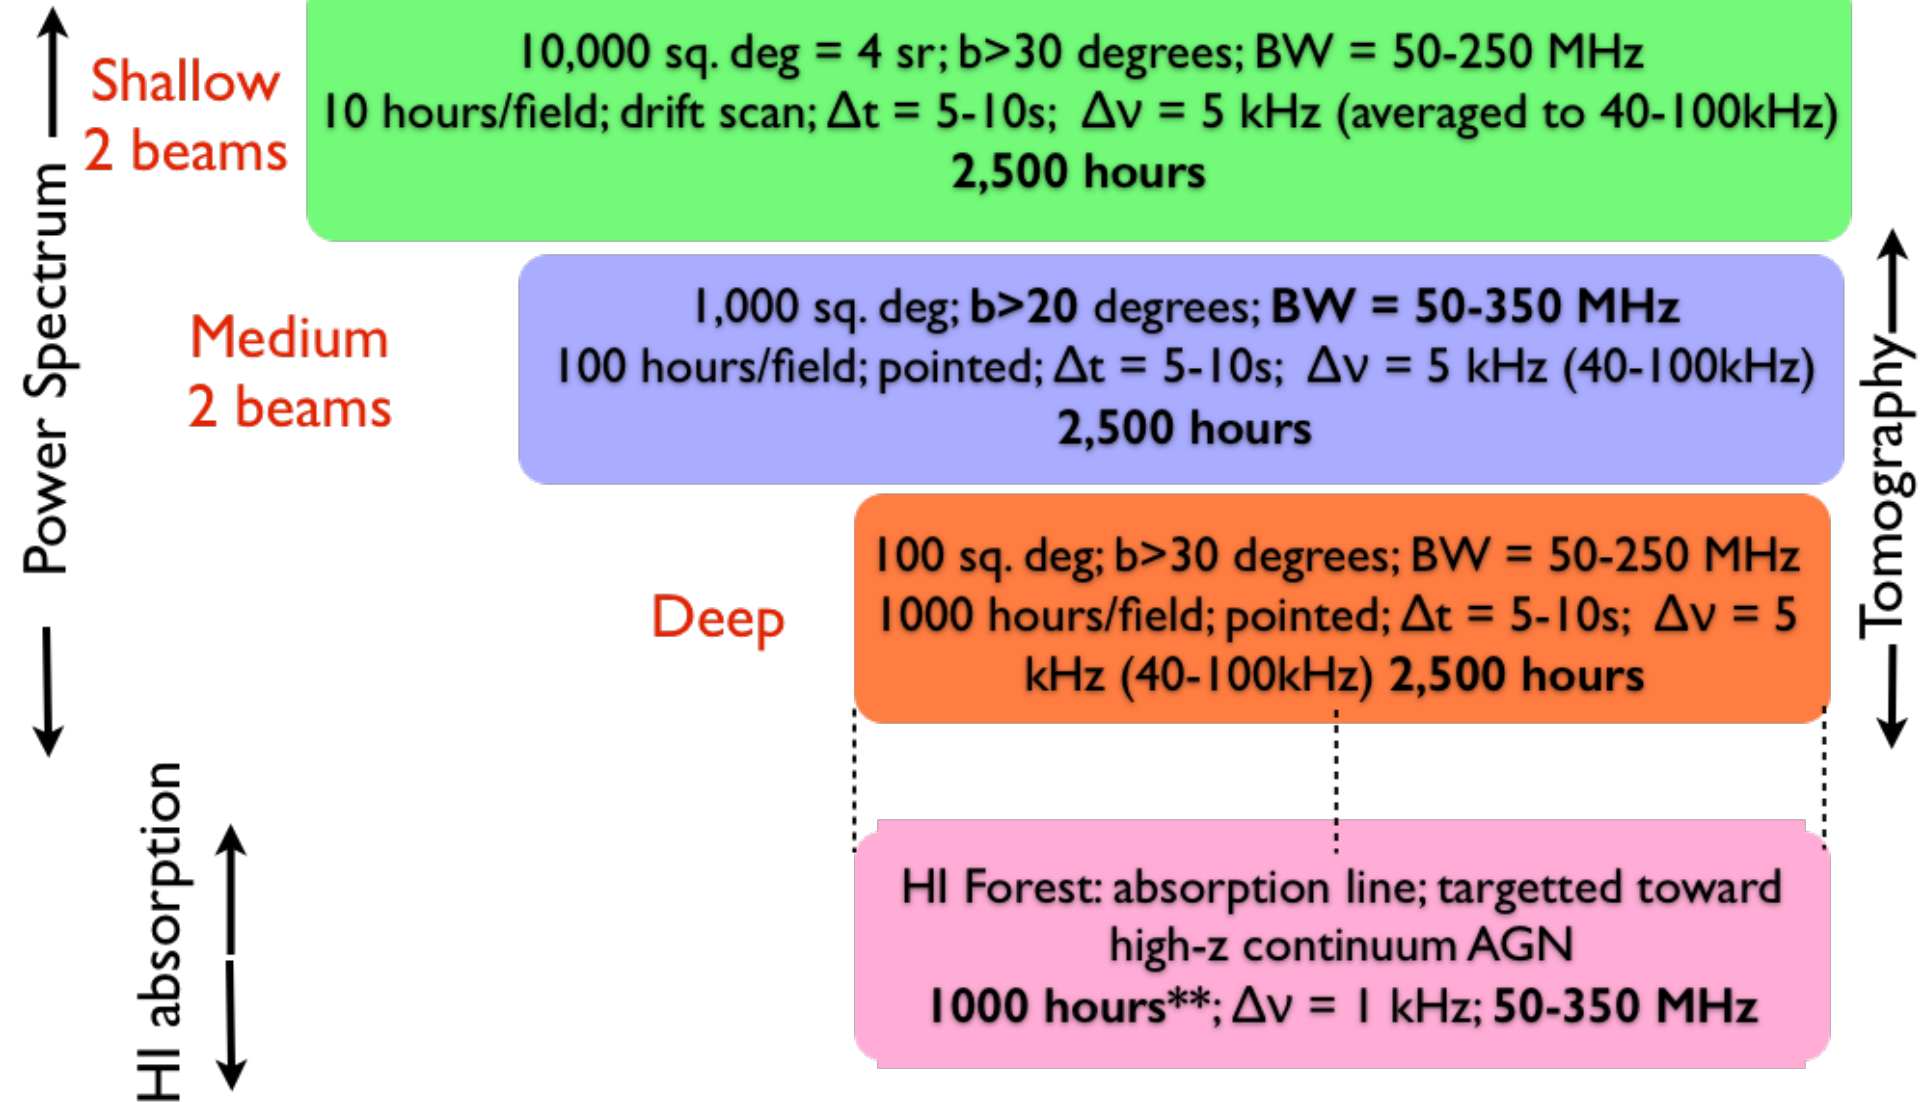 Power Spectrum
Shallow
2 beams
10,000 sq. deg = 4 sr; b>30 degrees; BW = 50-250 MHz
10 hours/field; drift scan; Δt = 5-10s; Δν = 5 kHz (averaged to 40-100kHz)
2,500 hours
Medium
2 beams
1,000 sq. deg; b>20 degrees; BW = 50-350 MHz
100 hours/field; pointed; Δt = 5-10s; Δν = 5 kHz (40-100kHz)
2,500 hours
Tomography
Deep
100 sq. deg; b>30 degrees; BW = 50-250 MHz
1000 hours/field; pointed; Δt = 5-10s; Δν = 5
kHz (40-100kHz) 2,500 hours
HI absorption
HI Forest: absorption line; targetted toward
high-z continuum AGN
1000 hours**; Δν = 1 kHz; 50-350 MHz